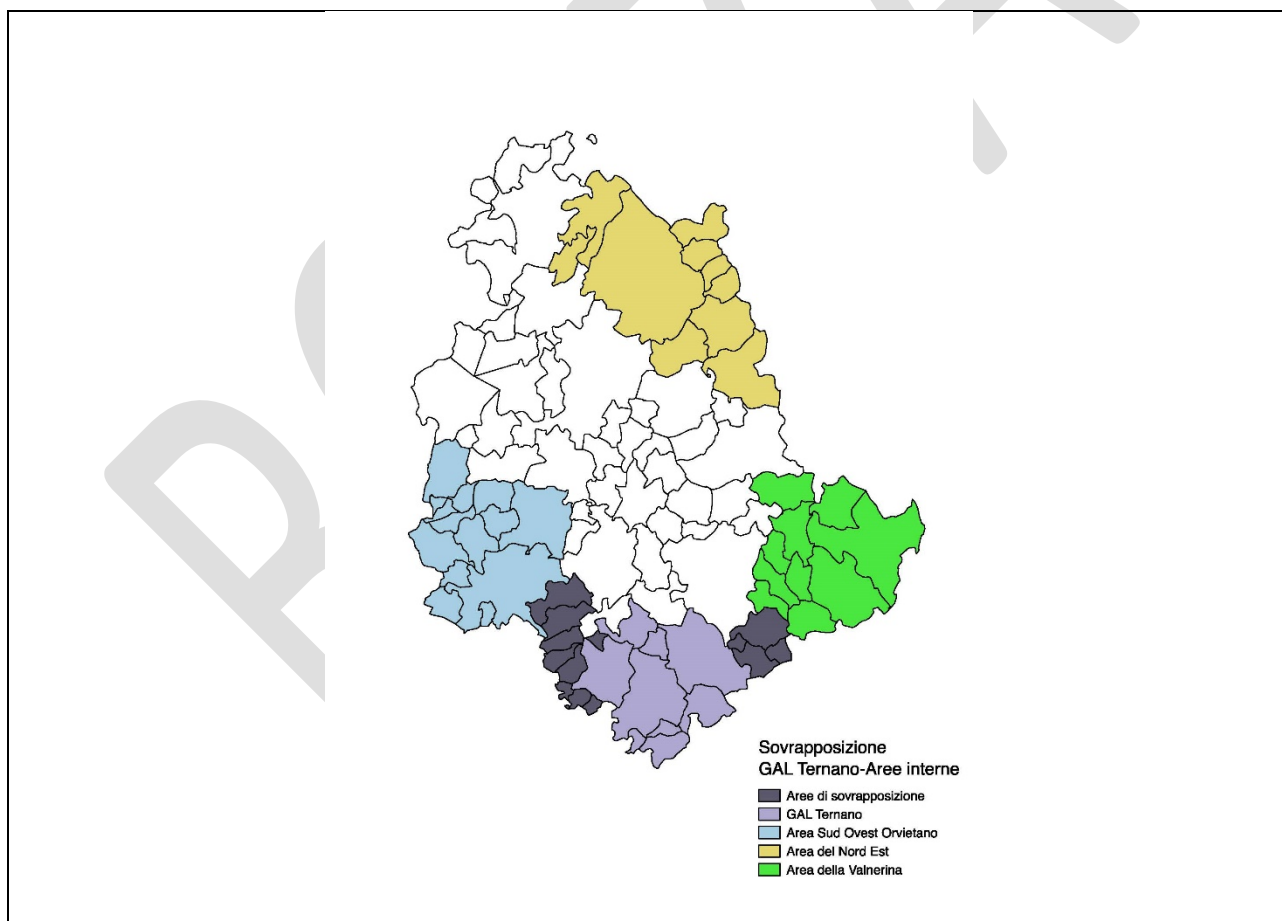 Sovrapposizione
GAL Ternano-Aree interne
Aree di sovrapposizione
GAL Ternano
Area Sud Ovest Orvietano
Area del Nord Est
Area della Valnerina